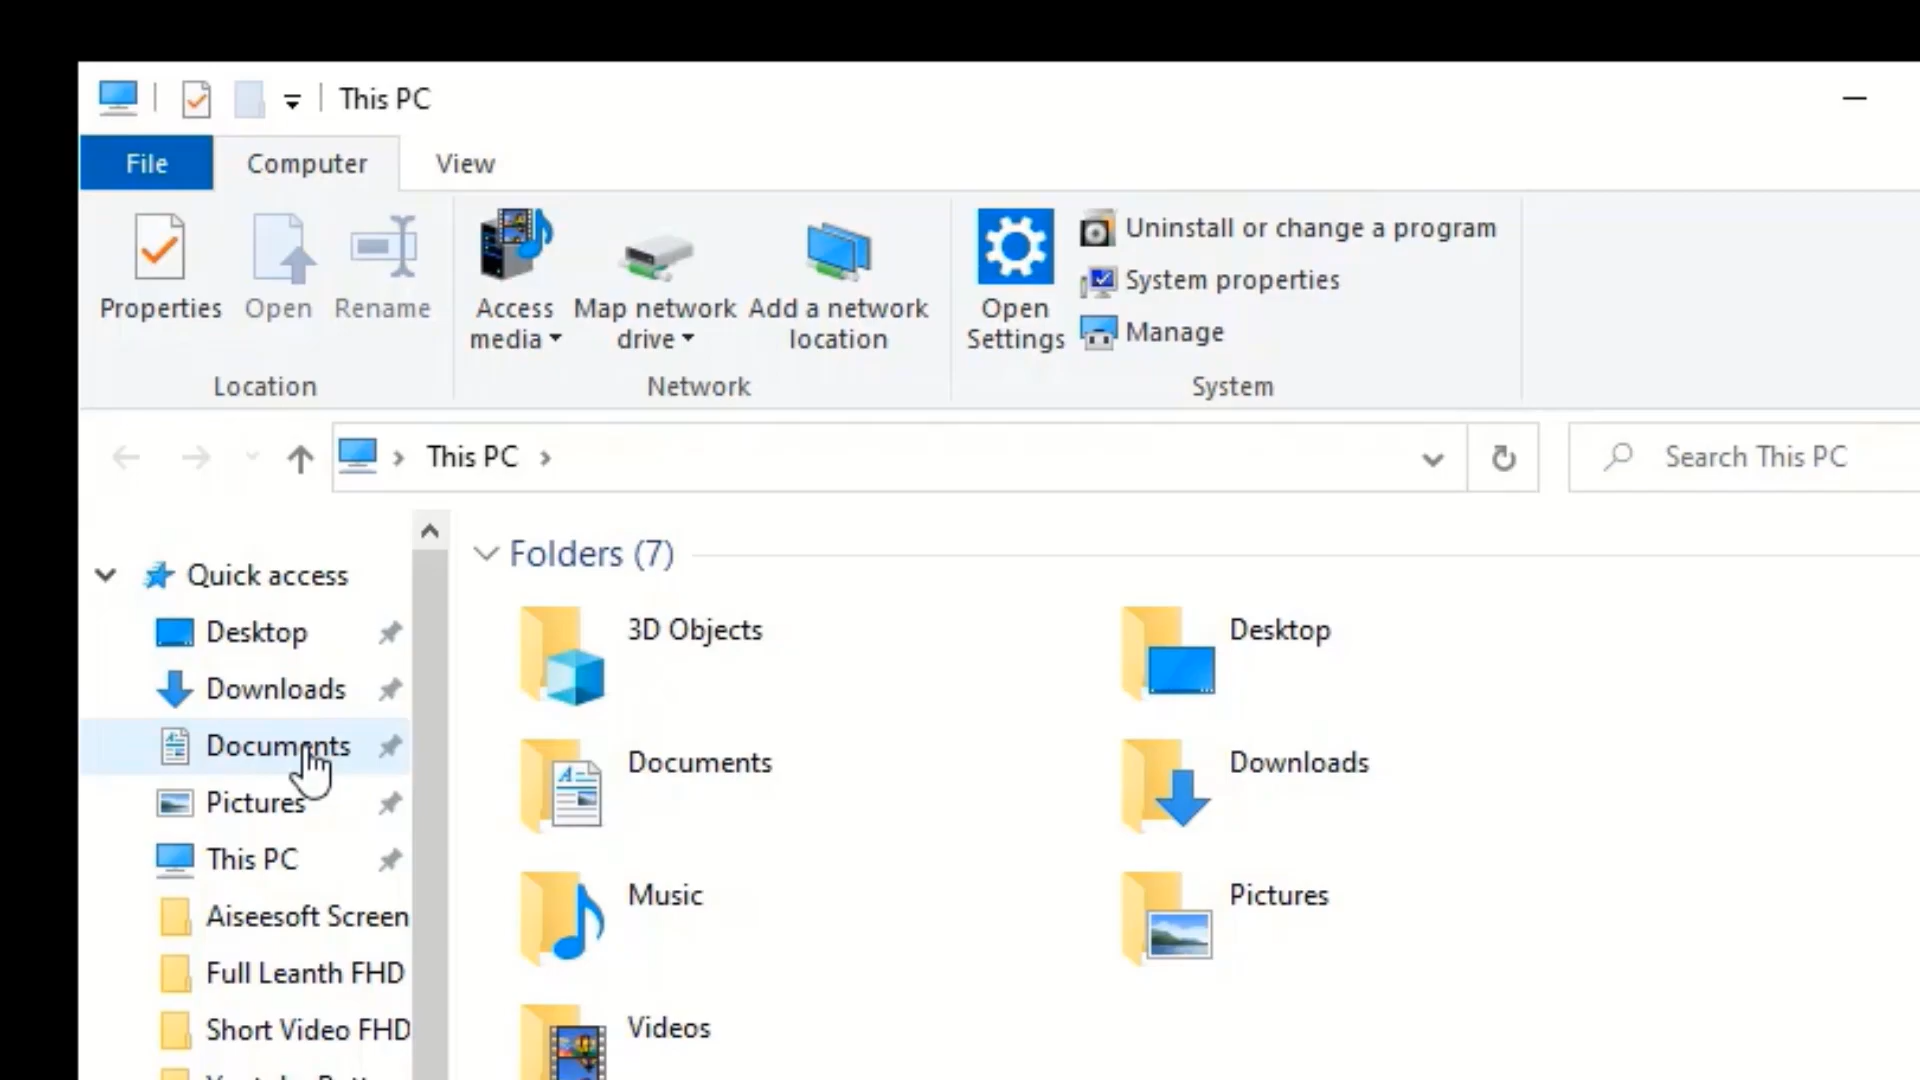 This PC
File Computer View
Properties Open Rename Access media Map network drive Add a network location Open Settings
Uninstall or change a program
System properties
Manage
Location Network System
This PC
Search This PC
Quick access
Desktop
Downloads
Documents
Pictures
This PC
Aiseesoft Screen
Full Leanth FHD
Short Video FHD
Folders (7)
3D Objects
Desktop
Documents
Downloads
Music
Pictures
Videos